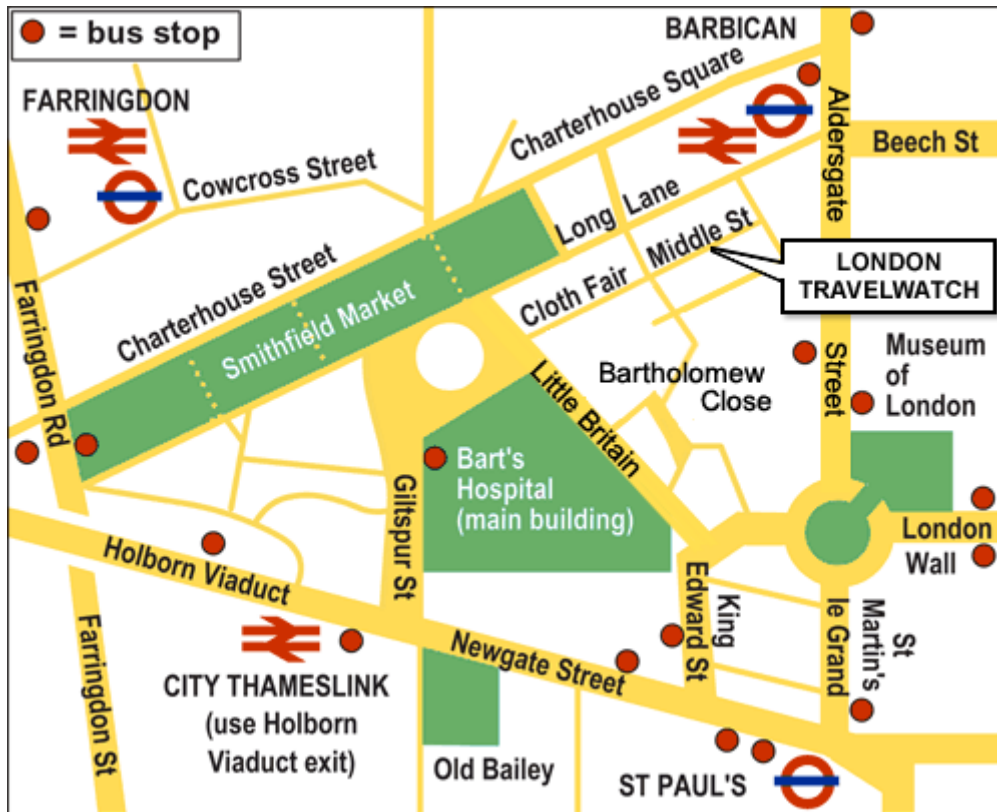 = bus stop
BARBICAN
FARRINGDON
Charterhouse Square
Aldersgate
Beech St
Cowcross Street
Long Lane
Middle St
LONDON
TRAVELWATCH
Charterhouse Street
Cloth Fair
Smithfield Market
Farringdon Rd
Street
Museum
of
London
Bartholomew
Close
Little Britain
Bart's
Hospital
(main building)
Giltspur St
Holborn Viaduct
London
Wall
King
Edward St
St
Martin's
le Grand
Farringdon St
Newgate Street
CITY THAMESLINK
(use Holborn
Viaduct exit)
Old Bailey
ST PAUL'S